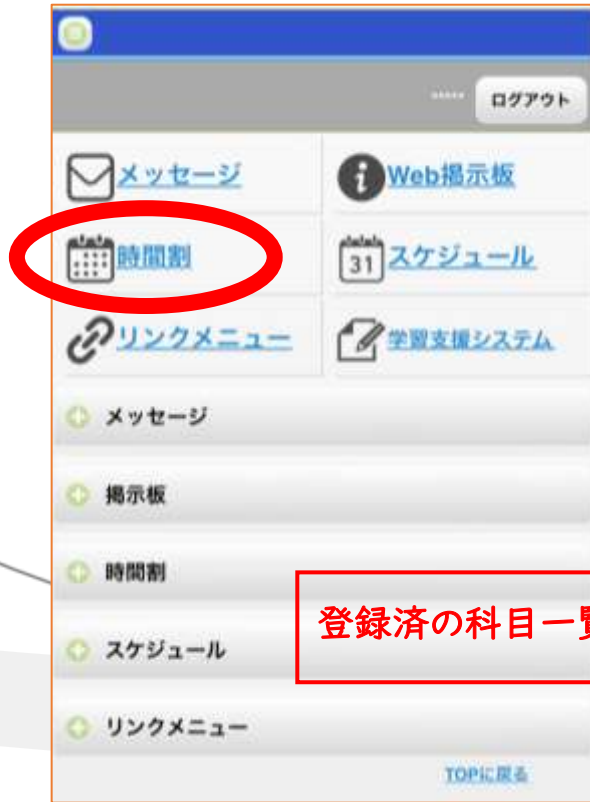 ログアウト
メッセージ
Web掲示板
時間割
31 スケジュール
リンクメニュー
学習支援システム
メッセージ
掲示板
時間割
登録済の科目一覧
スケジュール
リンクメニュー
TOPに戻る